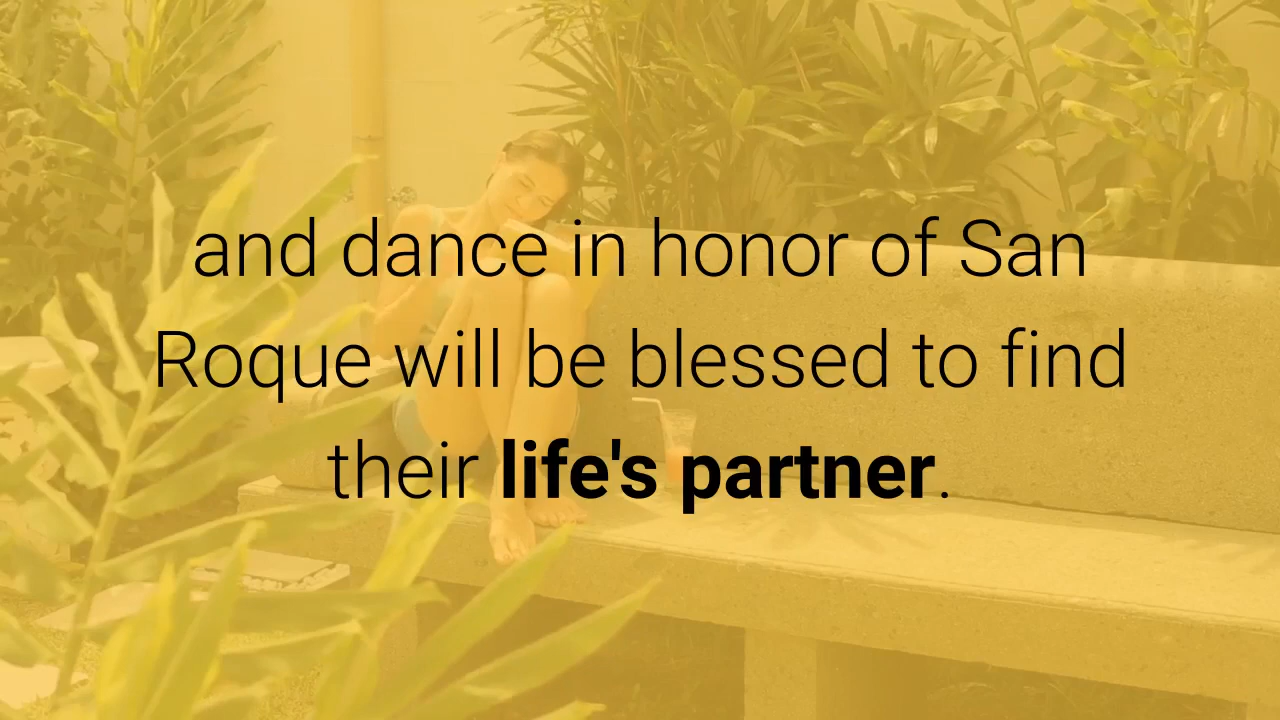 and dance in honor of San
Roque will be blessed to find
their life's partner.